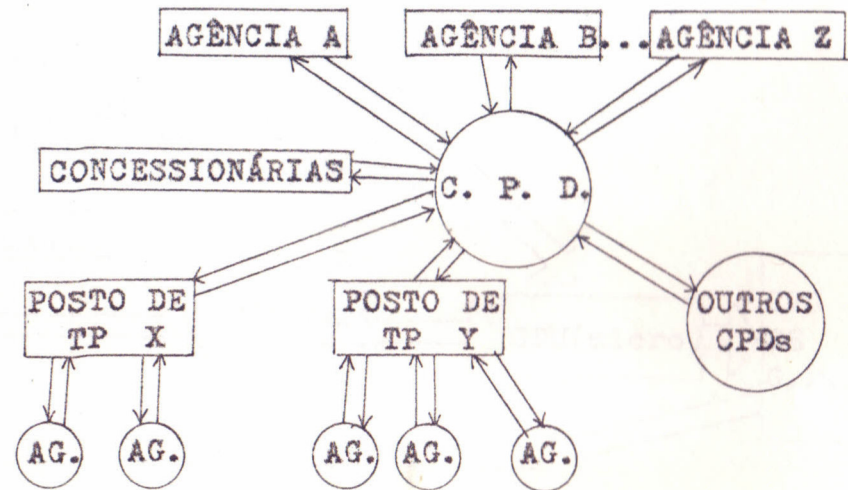 AGÊNCIA A
AGÊNCIA B...AGÊNCIA Z
CONCESSIONÁRIAS
C. P. D.
POSTO DE
TP X
POSTO DE
TP Y
OUTROS
CPDs
AG.
AG.
AG.
AG.
AG.